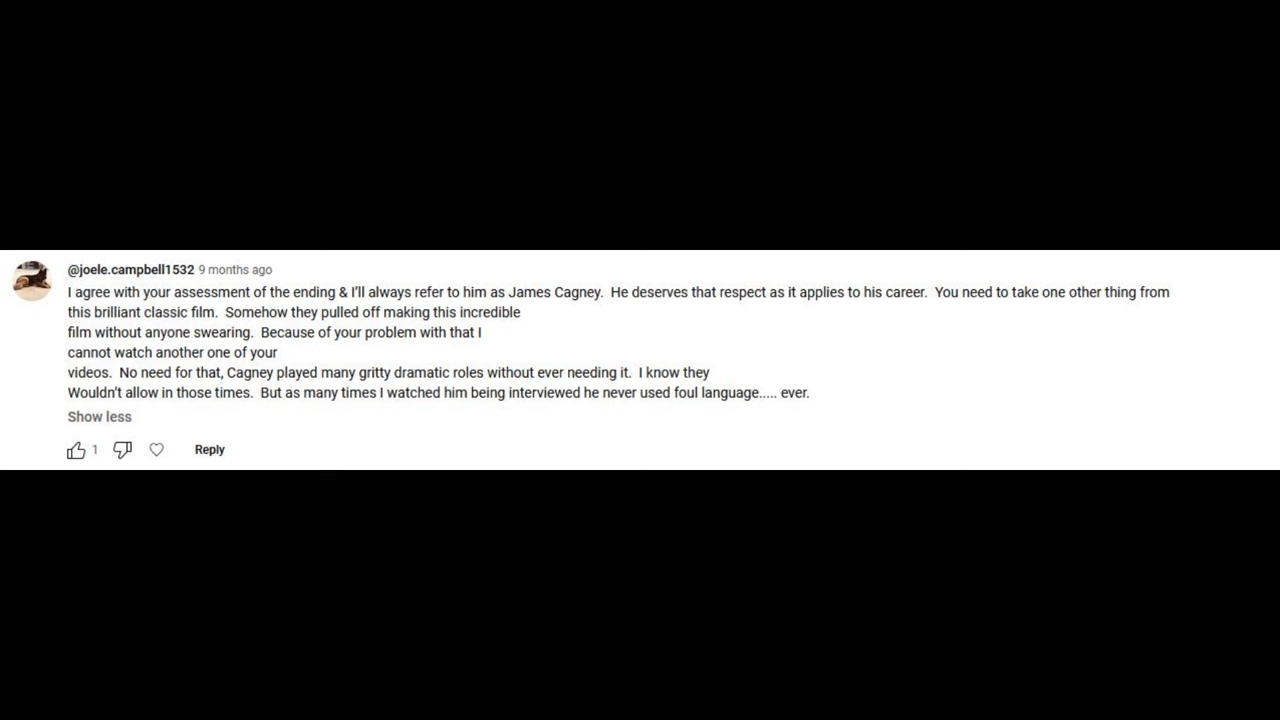 @joele.campbell1532 9 months ago
I agree with your assessment of the ending & I'll always refer to him as James Cagney.  He deserves that respect as it applies to his career.  You need to take one other thing from
this brilliant classic film.  Somehow they pulled off making this incredible
film without anyone swearing.  Because of your problem with that I
cannot watch another one of your
videos.  No need for that, Cagney played many gritty dramatic roles without ever needing it.  I know they
Wouldn't allow in those times.  But as many times I watched him being interviewed he never used foul language..... ever.
Show less
1 Reply